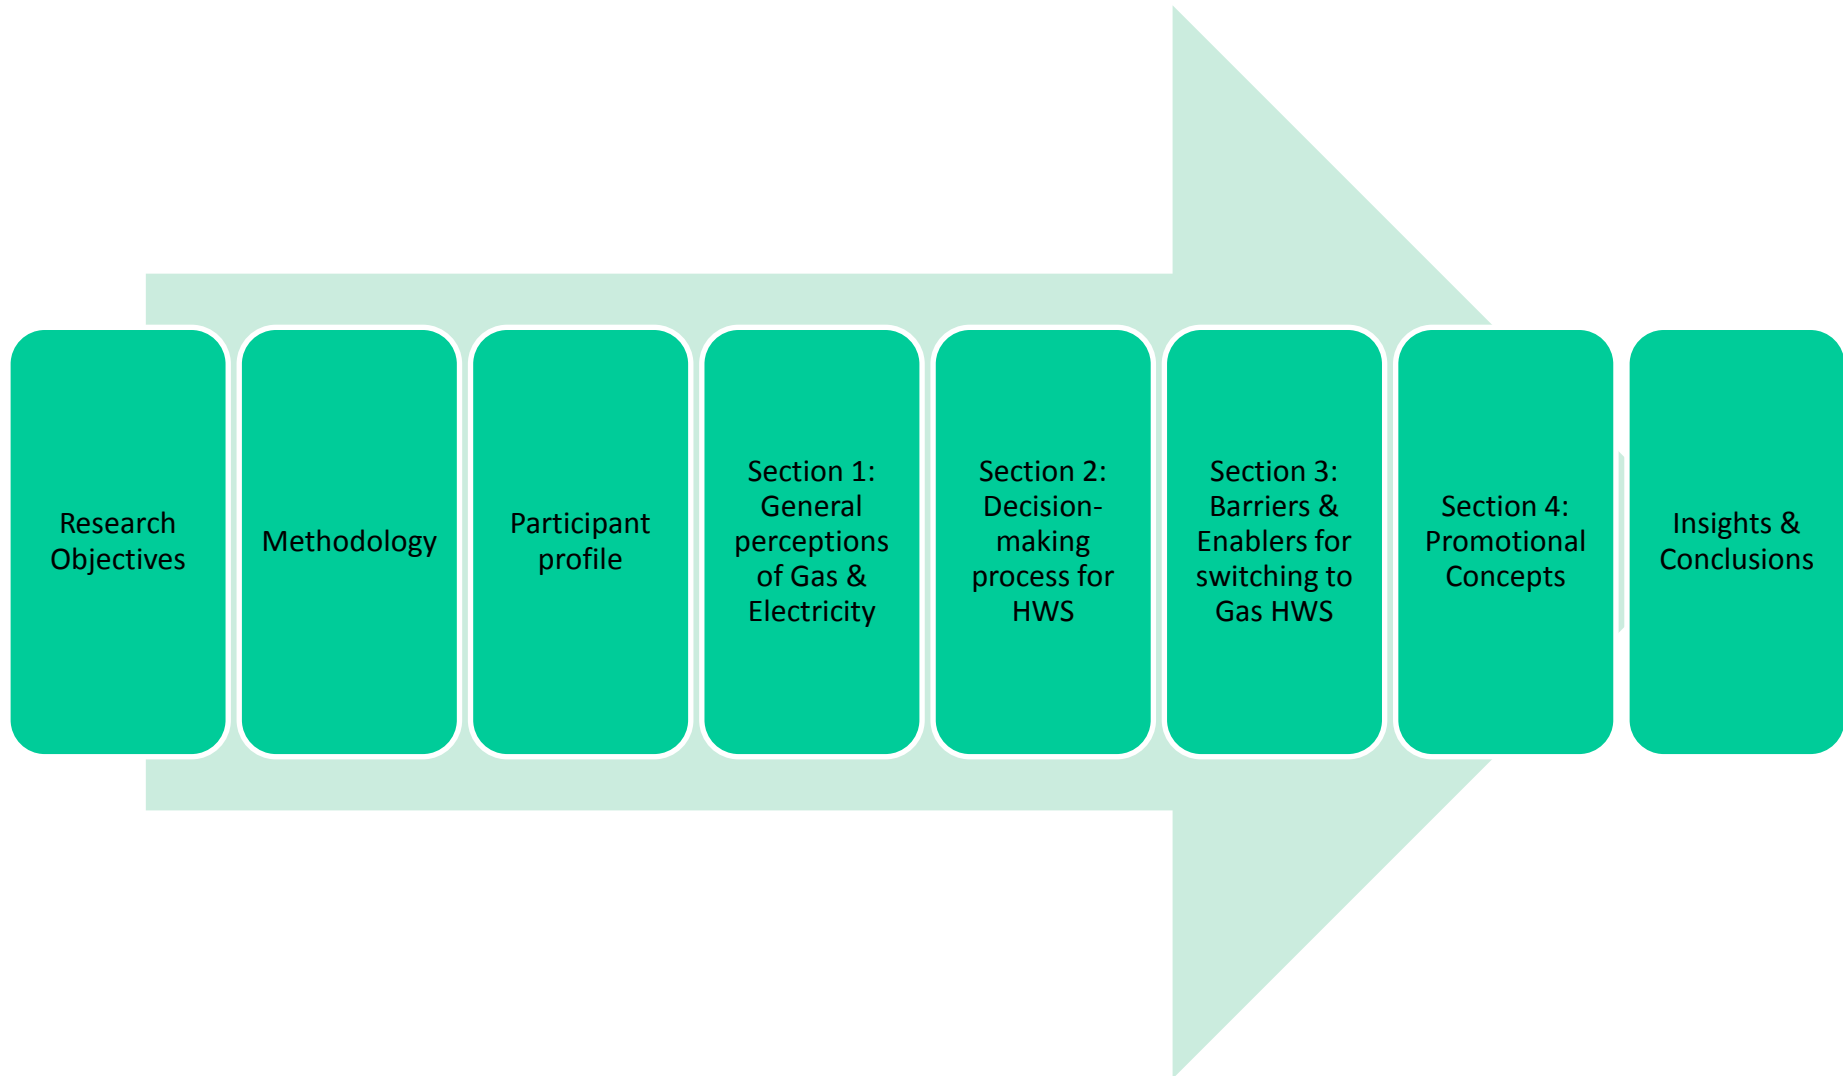 Research
Objectives
Methodology
Participant
profile
Section 1:
General
perceptions
of Gas &
Electricity
Section 2:
Decision-
making
process for
HWS
Section 3:
Barriers &
Enablers for
switching to
Gas HWS
Section 4:
Promotional
Concepts
Insights &
Conclusions